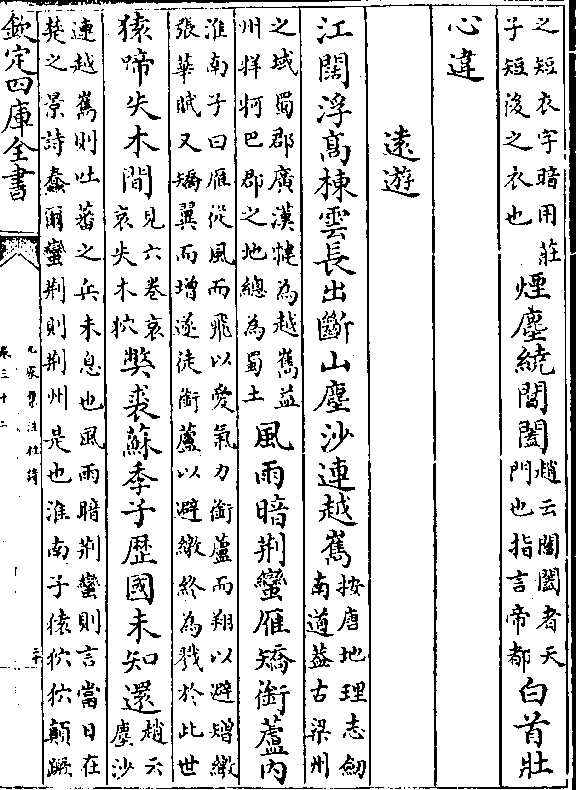 之短衣字暗用莊
子短後之衣也
煙塵繞閶闔
趙云閶闔者天
門也指言帝都
白首壯
心違
遠遊
江闊浮高棟雲長出斷山塵沙連越嶲
按唐地理志劒
南道葢古梁州
之域蜀郡廣漢犍為越嶲益
州牂牁巴郡之地總為蜀土
風雨暗荆蠻雁矯銜蘆内
淮南子曰雁從風而飛以愛氣力銜蘆而翔以避矰繳
張華賦又矯翼而增逝徒銜蘆以避繳終為戮於此世
猿啼失木間
見六巻哀
哀失木狖
獘裘蘇季子歴國未知還
趙云
塵沙
連越嶲則吐蕃之兵未息也風雨暗荆蠻則言當日在
楚之景詩蠢爾蠻荆則荆州是也淮南子猿狖失顛蹶
欽定四庫全書
九家集注杜詩
卷三十二
二十